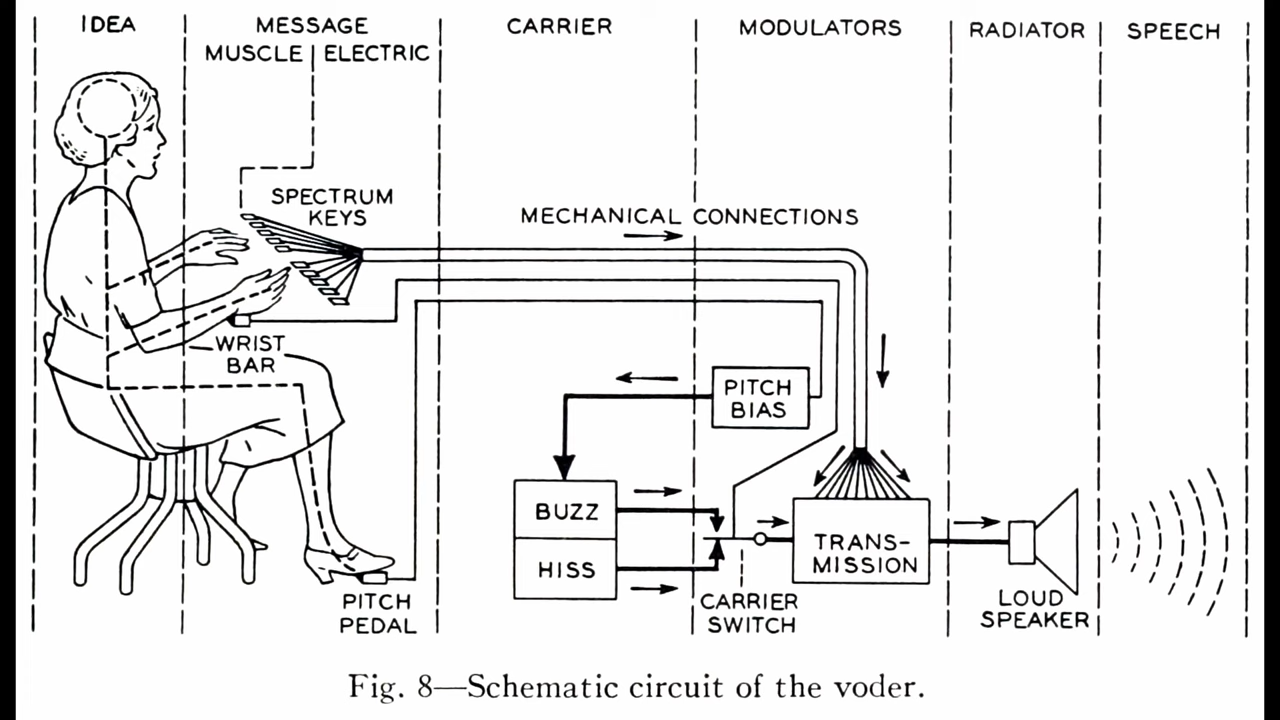 IDEA
MESSAGE
MUSCLE ELECTRIC
CARRIER
MODULATORS
RADIATOR
SPEECH
SPECTRUM
KEYS
MECHANICAL CONNECTIONS
WRIST
BAR
PITCH
BIAS
BUZZ
HISS
TRANS-
MISSION
CARRIER
SWITCH
PITCH
PEDAL
LOUD
SPEAKER
Fig. 8—Schematic circuit of the voder.